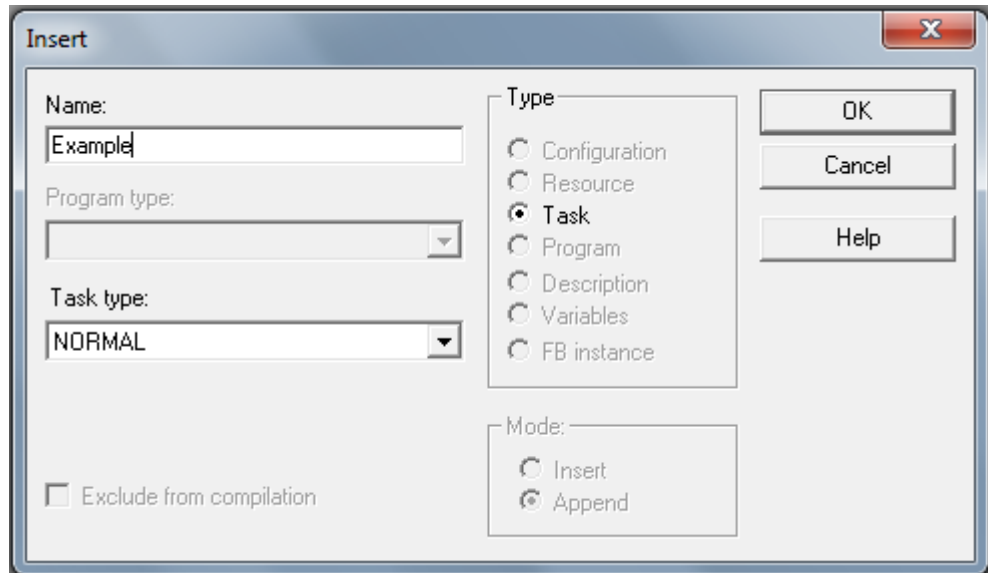 Insert
Name:
Example
Program type:
Task type:
NORMAL
Exclude from compilation
Type
Configuration
Resource
Task
Program
Description
Variables
FB instance
Mode:
Insert
Append
OK
Cancel
Help